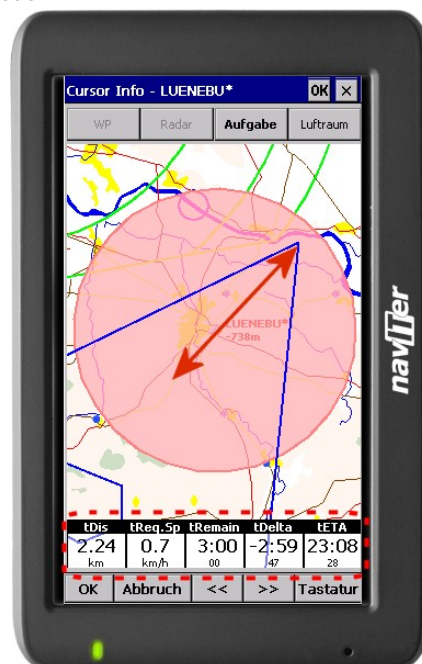 Cursor Info - LUENEBU* OK ×
WP Radar Aufgabe Luftraum
LUENEBU*
-738m
tDis tReq.Sp tRemain tDelta tETA
2.24 0.7 3:00 -2:59 23:08
km km/h 00 47 28
OK Abbruch << >> Tastatur
naviter